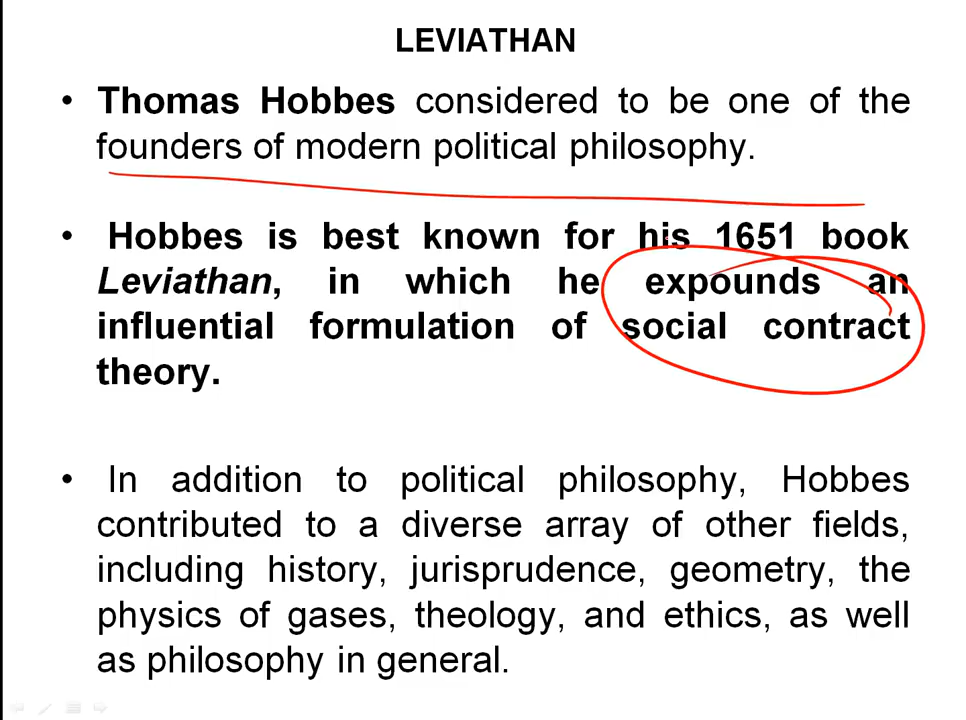 LEVIATHAN
• Thomas Hobbes considered to be one of the
founders of modern political philosophy.
• Hobbes is best known for his 1651 book
Leviathan, in which he expounds an
influential formulation of social contract
theory.
• In addition to political philosophy, Hobbes
contributed to a diverse array of other fields,
including history, jurisprudence, geometry, the
physics of gases, theology, and ethics, as well
as philosophy in general.